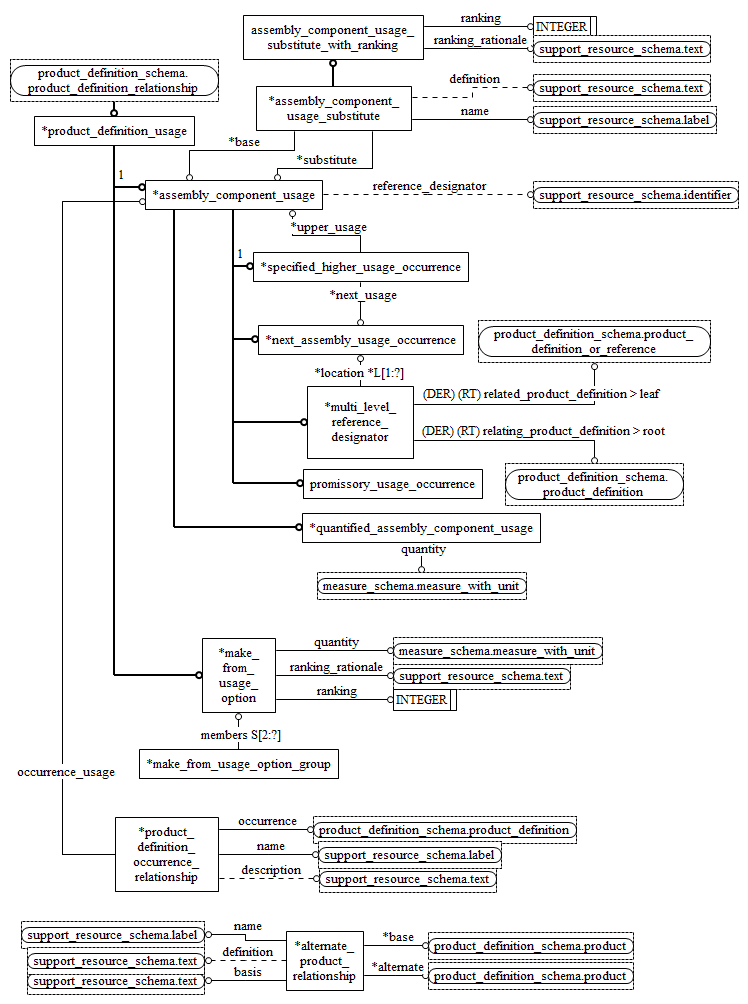 assembly_component_usage_
substitute_with_ranking
ranking
INTEGER
ranking_rationale
support_resource_schema.text
product_definition_schema.
product_definition_relationship
*assembly_component_
usage_substitute
definition
support_resource_schema.text
name
support_resource_schema.label
*product_definition_usage
*base
*substitute
1
*assembly_component_usage
reference_designator
support_resource_schema.identifier
*upper_usage
1
*specified_higher_usage_occurrence
*next_usage
*next_assembly_usage_occurrence
product_definition_schema.product_
definition_or_reference
*location *L[1:?]
*multi_level_
reference_
designator
(DER) (RT) related_product_definition > leaf
(DER) (RT) relating_product_definition > root
promissory_usage_occurrence
product_definition_schema.
product_definition
*quantified_assembly_component_usage
quantity
measure_schema.measure_with_unit
*make_
from_
usage_
option
quantity
measure_schema.measure_with_unit
ranking_rationale
support_resource_schema.text
ranking
INTEGER
members S[2:?]
*make_from_usage_option_group
occurrence_usage
*product_
definition_
occurrence_
relationship
occurrence
product_definition_schema.product_definition
name
support_resource_schema.label
description
support_resource_schema.text
support_resource_schema.label
name
support_resource_schema.text
definition
support_resource_schema.text
basis
*alternate_
product_
relationship
*base
product_definition_schema.product
*alternate
product_definition_schema.product